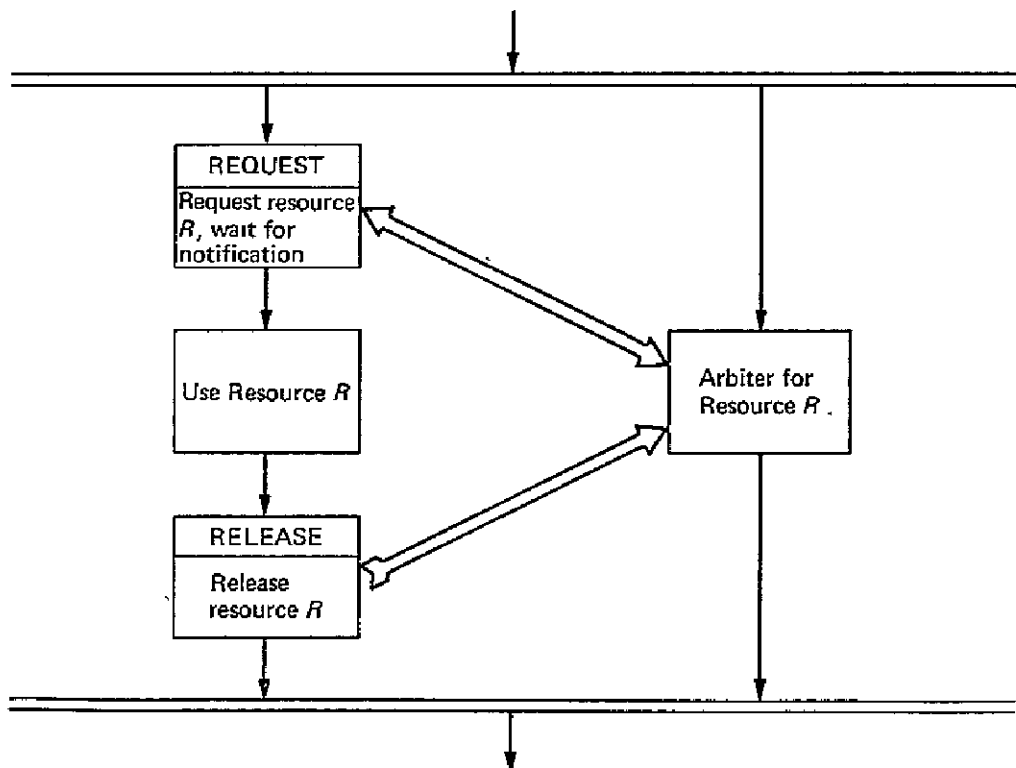 REQUEST
Request resource
R, wait for
notification
Use Resource R
Arbiter for
Resource R .
RELEASE
Release
resource R